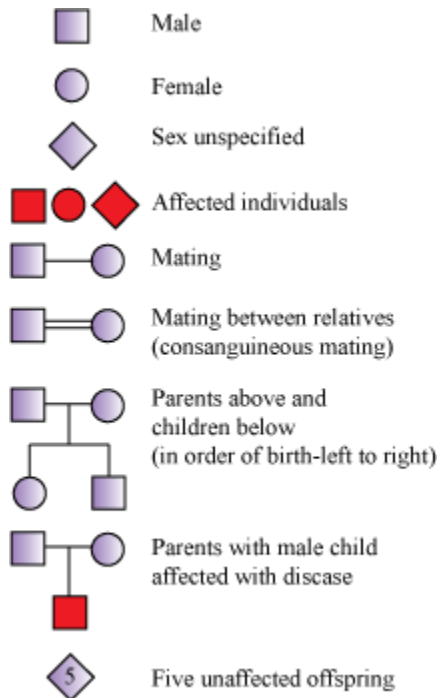 Male
Female
Sex unspecified
Affected individuals
Mating
Mating between relatives
(consanguineous mating)
Parents above and
children below
(in order of birth-left to right)
Parents with male child
affected with discase
5 Five unaffected offspring